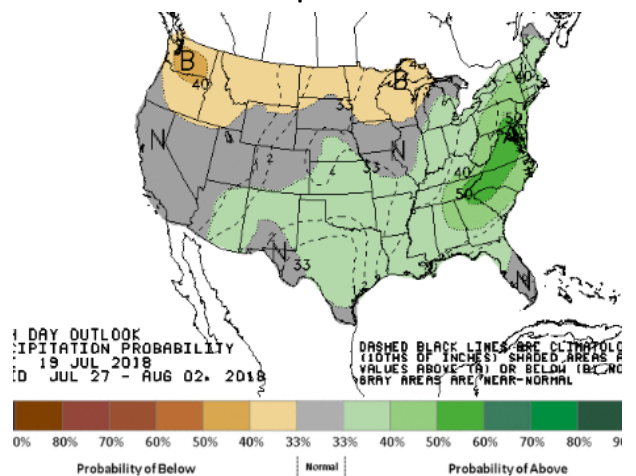 B
40
B
40
33
N
N
33
N
33
50
A
40
50
N
H DAY OUTLOOK
CIPITATION PROBABILITY
19 JUL 2018
D JUL 27 - AUG 02, 2018
DASHED BLACK LINES ARE CLIMATOLO
(10THS OF INCHES) SHADED AREAS A
VALUES ABOVE (A) OR BELOW (B) NO
GRAY AREAS ARE NEAR-NORMAL
0% 80% 70% 60% 50% 40% 33% 33% 40% 50% 60% 70% 80% 90
Probability of Below Normal Probability of Above